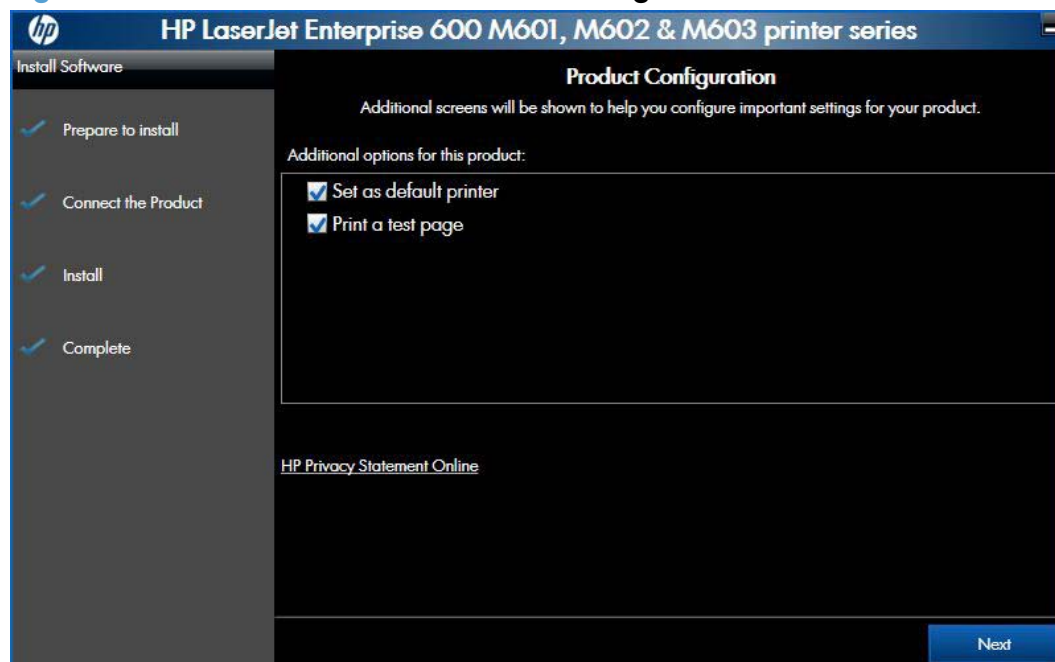 hp
HP LaserJet Enterprise 600 M601, M602 & M603 printer series
Install Software
Prepare to install
Connect the Product
Install
Complete
Product Configuration
Additional screens will be shown to help you configure important settings for your product.
Additional options for this product:
Set as default printer
Print a test page
HP Privacy Statement Online
Next